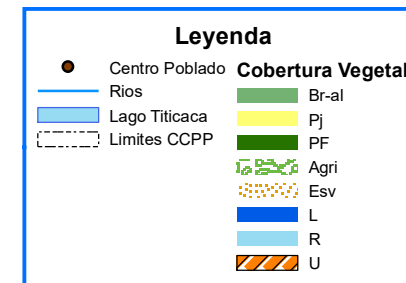 Leyenda
Centro Poblado
Rios
Lago Titicaca
Limites CCPP
Cobertura Vegetal
Br-al
Pj
PF
Agri
Esv
L
R
U